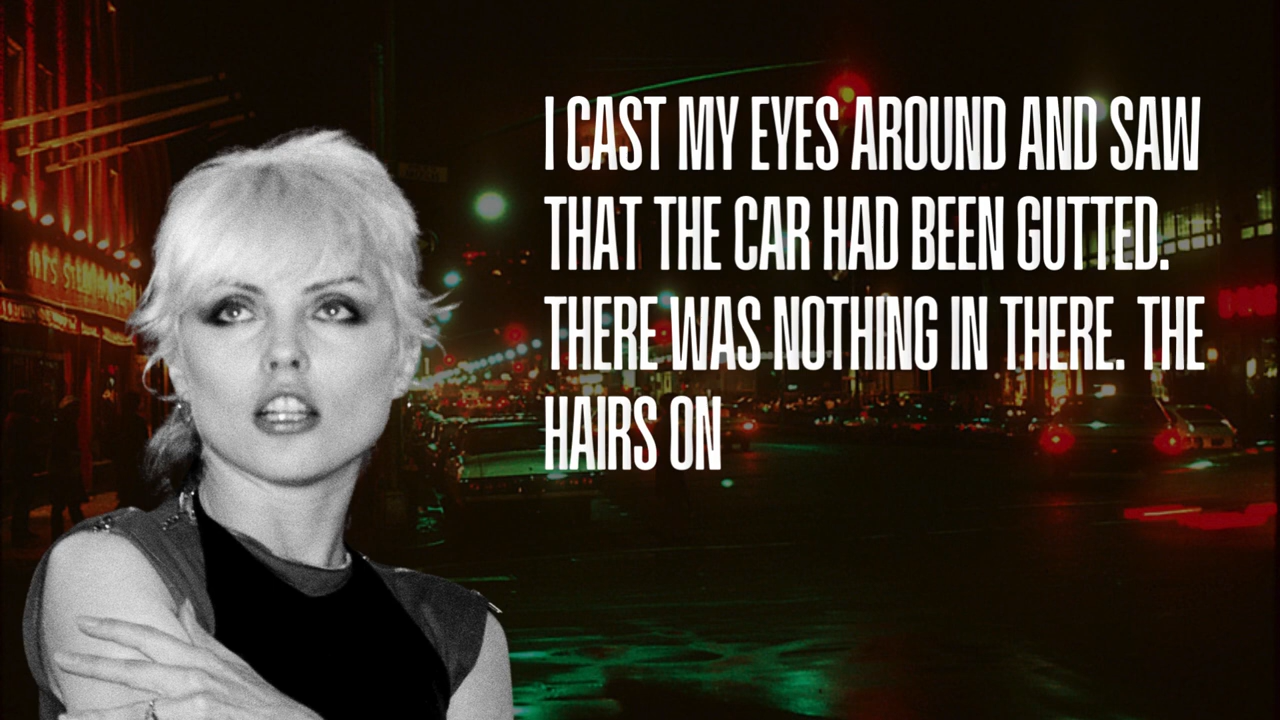 I CAST MY EYES AROUND AND SAW
THAT THE CAR HAD BEEN GUTTED.
THERE WAS NOTHING IN THERE. THE
HAIRS ON